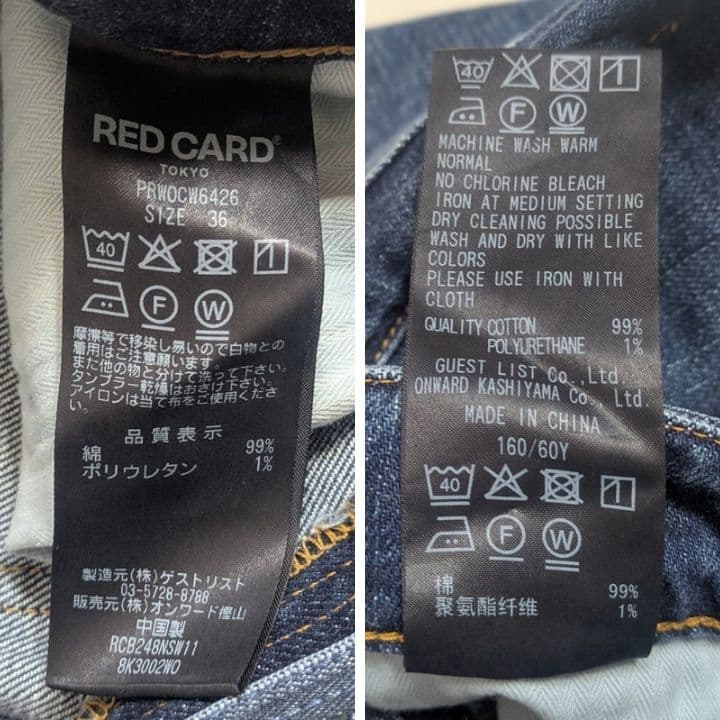 RED CARD®
TOKYO
PRWOCW6426
SIZE 36
40
F W
摩擦等で移染し易いので白物との
着用はご注意願います。
また他の物と分けて洗って下さい。
タンブラー乾燥はおさけ下さい。
アイロンは当て布をご使用くださ
い。
品質表示
綿 99%
ポリウレタン 1%
製造元(株)ゲストリスト
03-5728-8788
販売元(株)オンワード樫山
中国製
RCB248NSW11
8K3002WO
40
F W
MACHINE WASH WARM
NORMAL
NO CHLORINE BLEACH
IRON AT MEDIUM SETTING
DRY CLEANING POSSIBLE
WASH AND DRY WITH LIKE
COLORS
PLEASE USE IRON WITH
CLOTH
QUALITY COTTON 99%
POLYURETHANE 1%
GUEST LIST Co., Ltd.
ONWARD KASHIYAMA Co., Ltd.
MADE IN CHINA
160/60Y
40
F W
棉 99%
聚氨酯纤维 1%